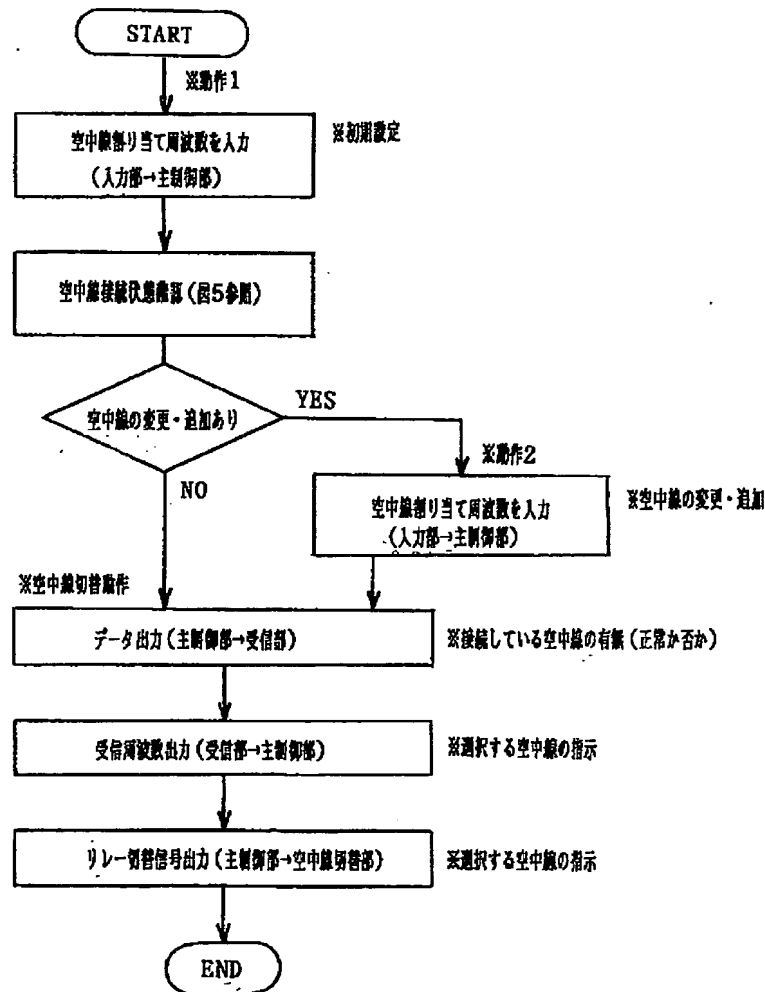 START
※動作1
空中線割り当て周波数を入力
(入力部→主制御部)
※初期設定
空中線接続状態確認(図5参照)
空中線の変更・追加あり
YES
NO
※動作2
空中線割り当て周波数を入力
(入力部→主制御部)
※空中線の変更・追加
※空中線切替動作
データ出力(主制御部→受信部)
※接続している空中線の有無(正常か否か)
受信周波数出力(受信部→主制御部)
※選択する空中線の指示
リレー切替信号出力(主制御部→空中線切替部)
※選択する空中線の指示
END